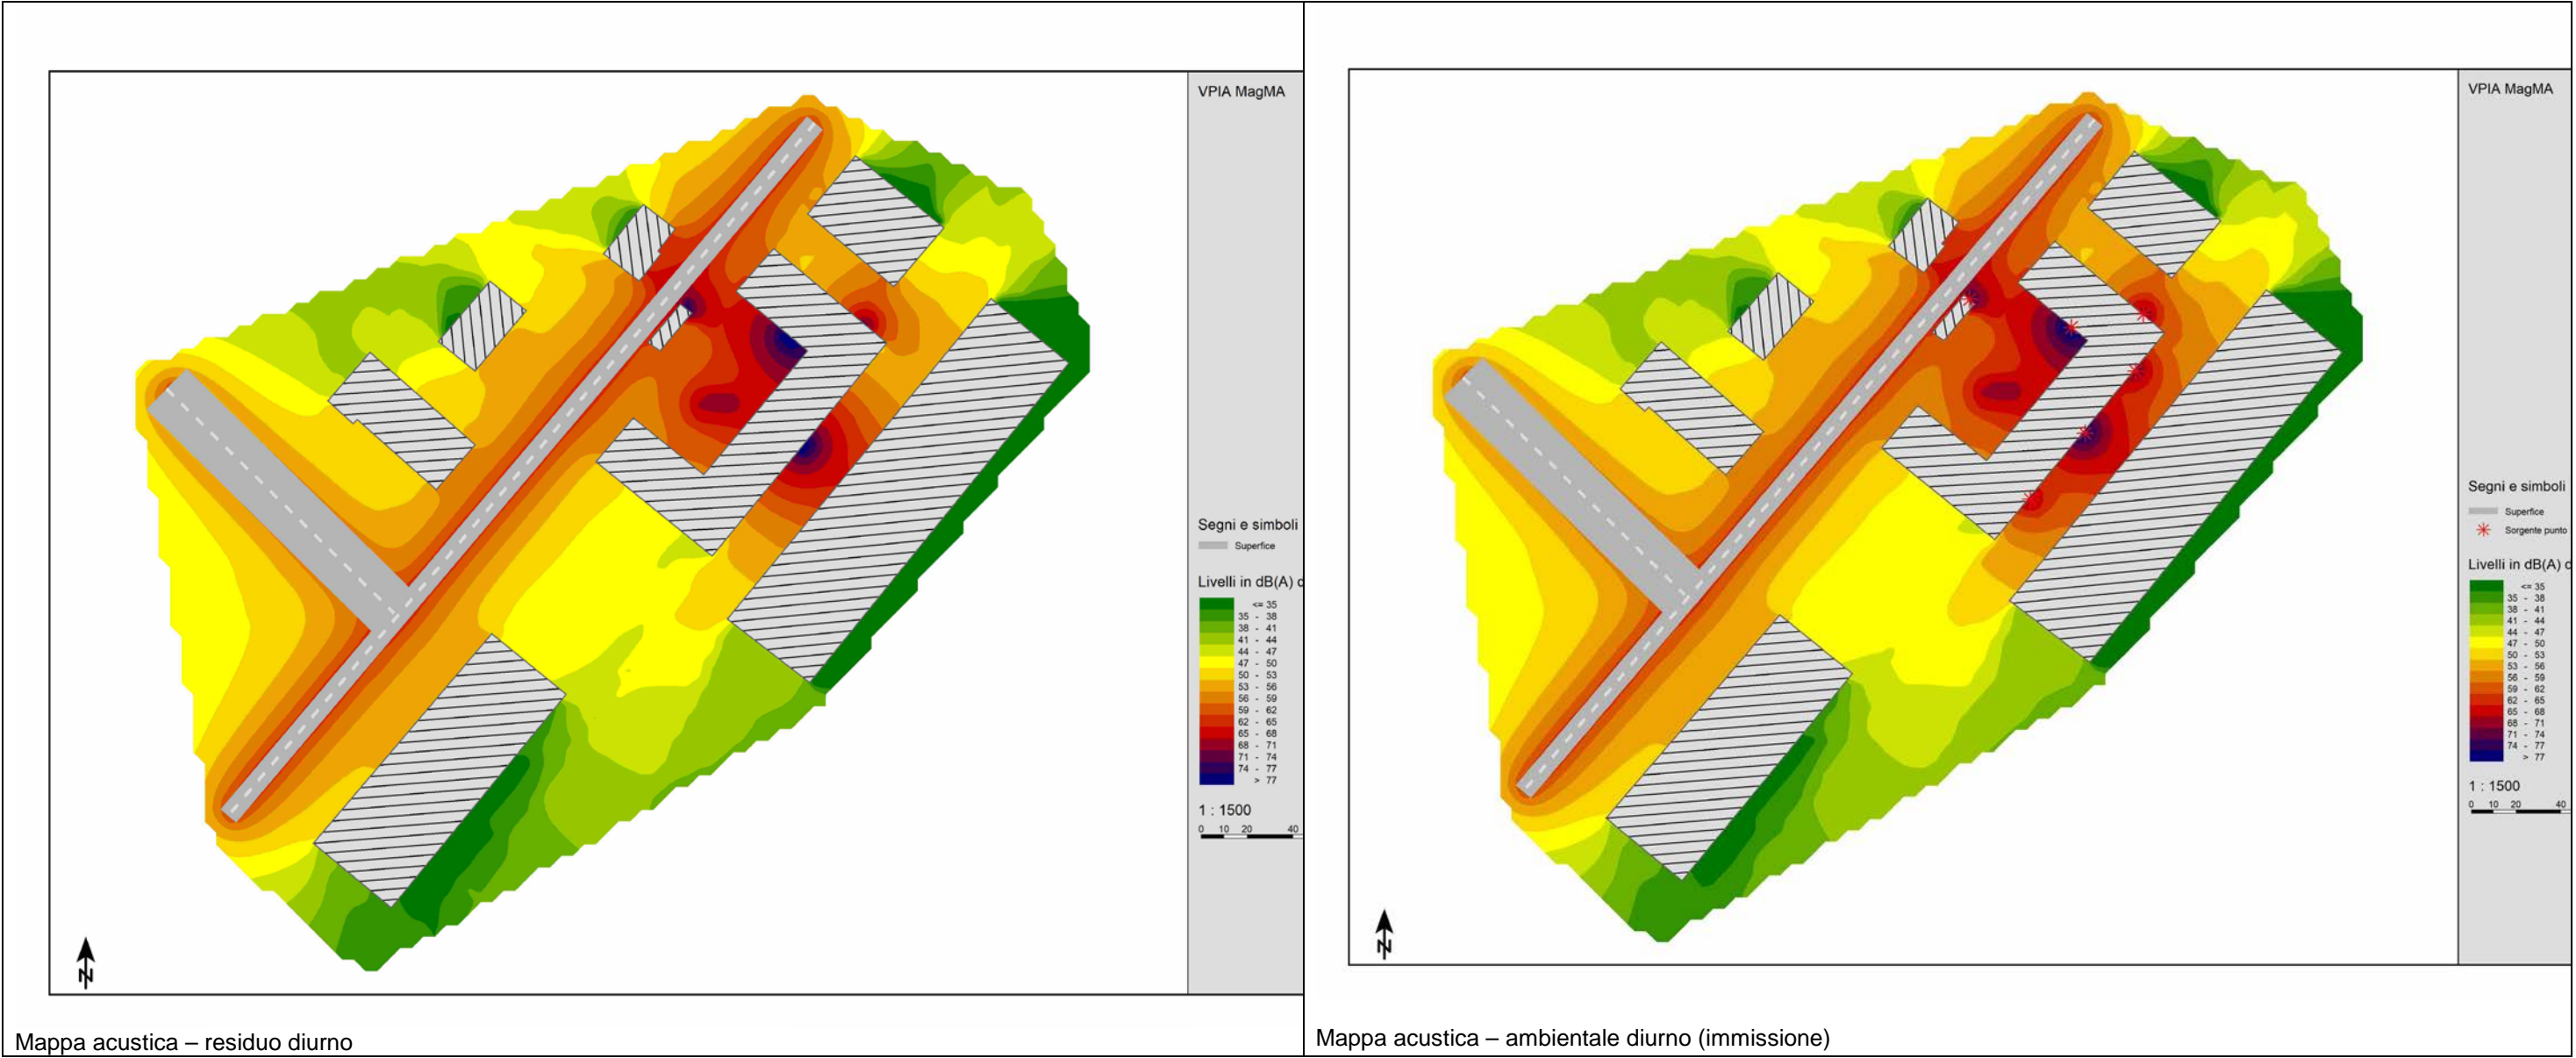 VPIA MagMA
Segni e simboli
Superfice
Livelli in dB(A) d
<= 35
35 - 38
38 - 41
41 - 44
44 - 47
47 - 50
50 - 53
53 - 56
56 - 59
59 - 62
62 - 65
65 - 68
68 - 71
71 - 74
74 - 77
> 77
1 : 1500
0 10 20 40
N
Mappa acustica – residuo diurno
VPIA MagMA
Segni e simboli
Superfice
Sorgente punto
Livelli in dB(A) d
<= 35
35 - 38
38 - 41
41 - 44
44 - 47
47 - 50
50 - 53
53 - 56
56 - 59
59 - 62
62 - 65
65 - 68
68 - 71
71 - 74
74 - 77
> 77
1 : 1500
0 10 20 40
N
Mappa acustica – ambientale diurno (immissione)